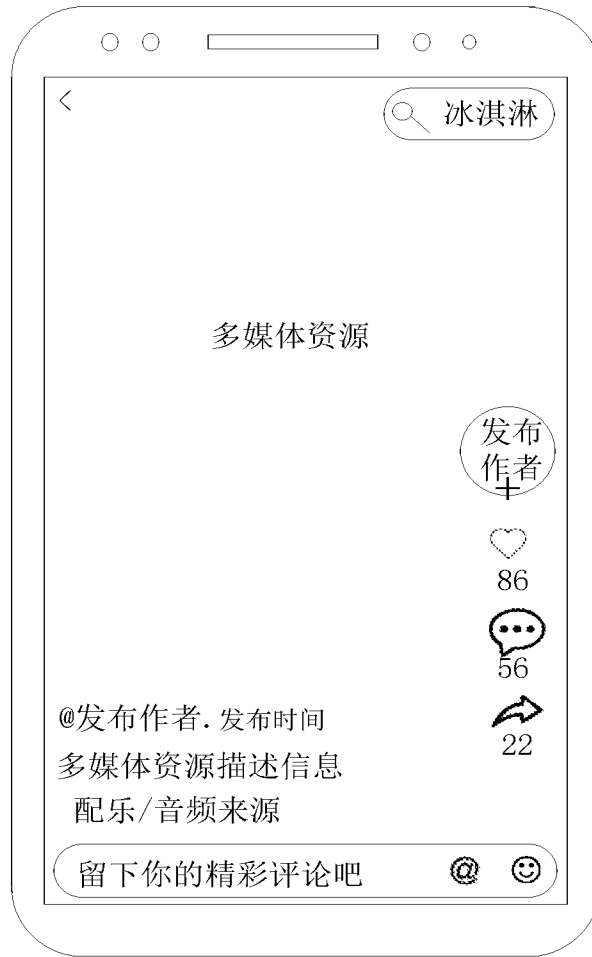 冰淇淋
多媒体资源
发布
作者
86
56
22
@发布作者.发布时间
多媒体资源描述信息
配乐/音频来源
留下你的精彩评论吧 @